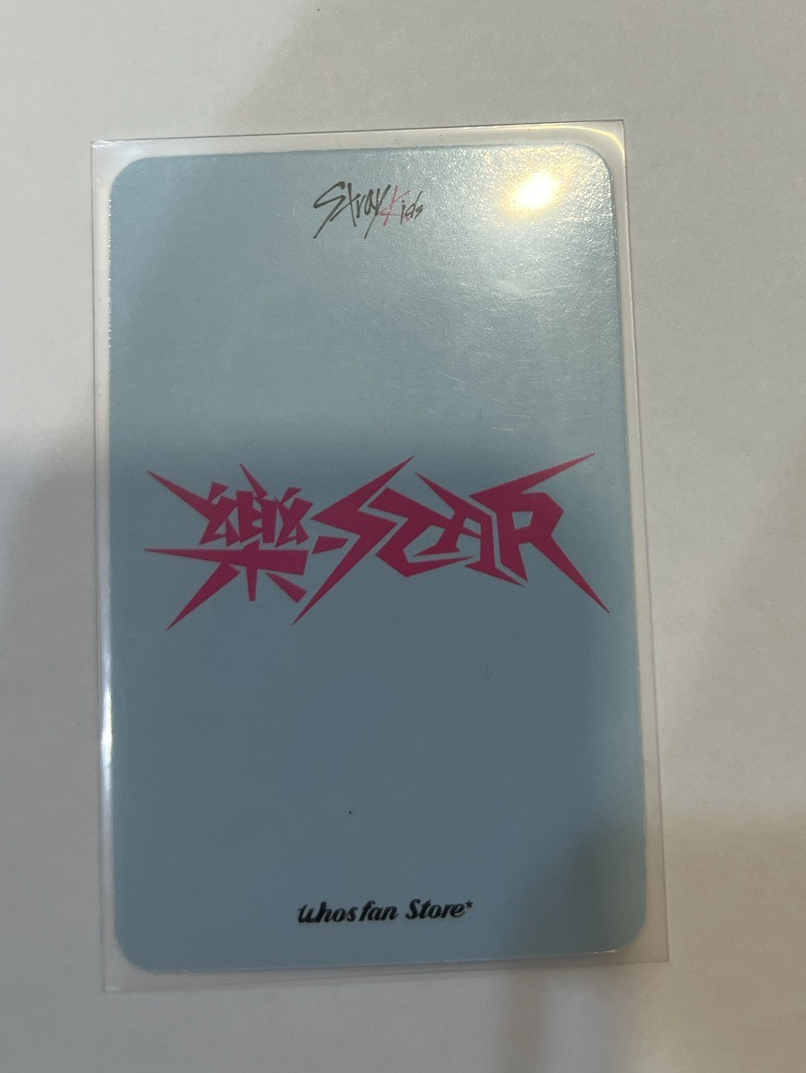 Stray Kids
樂-STAR
whosfan Store*